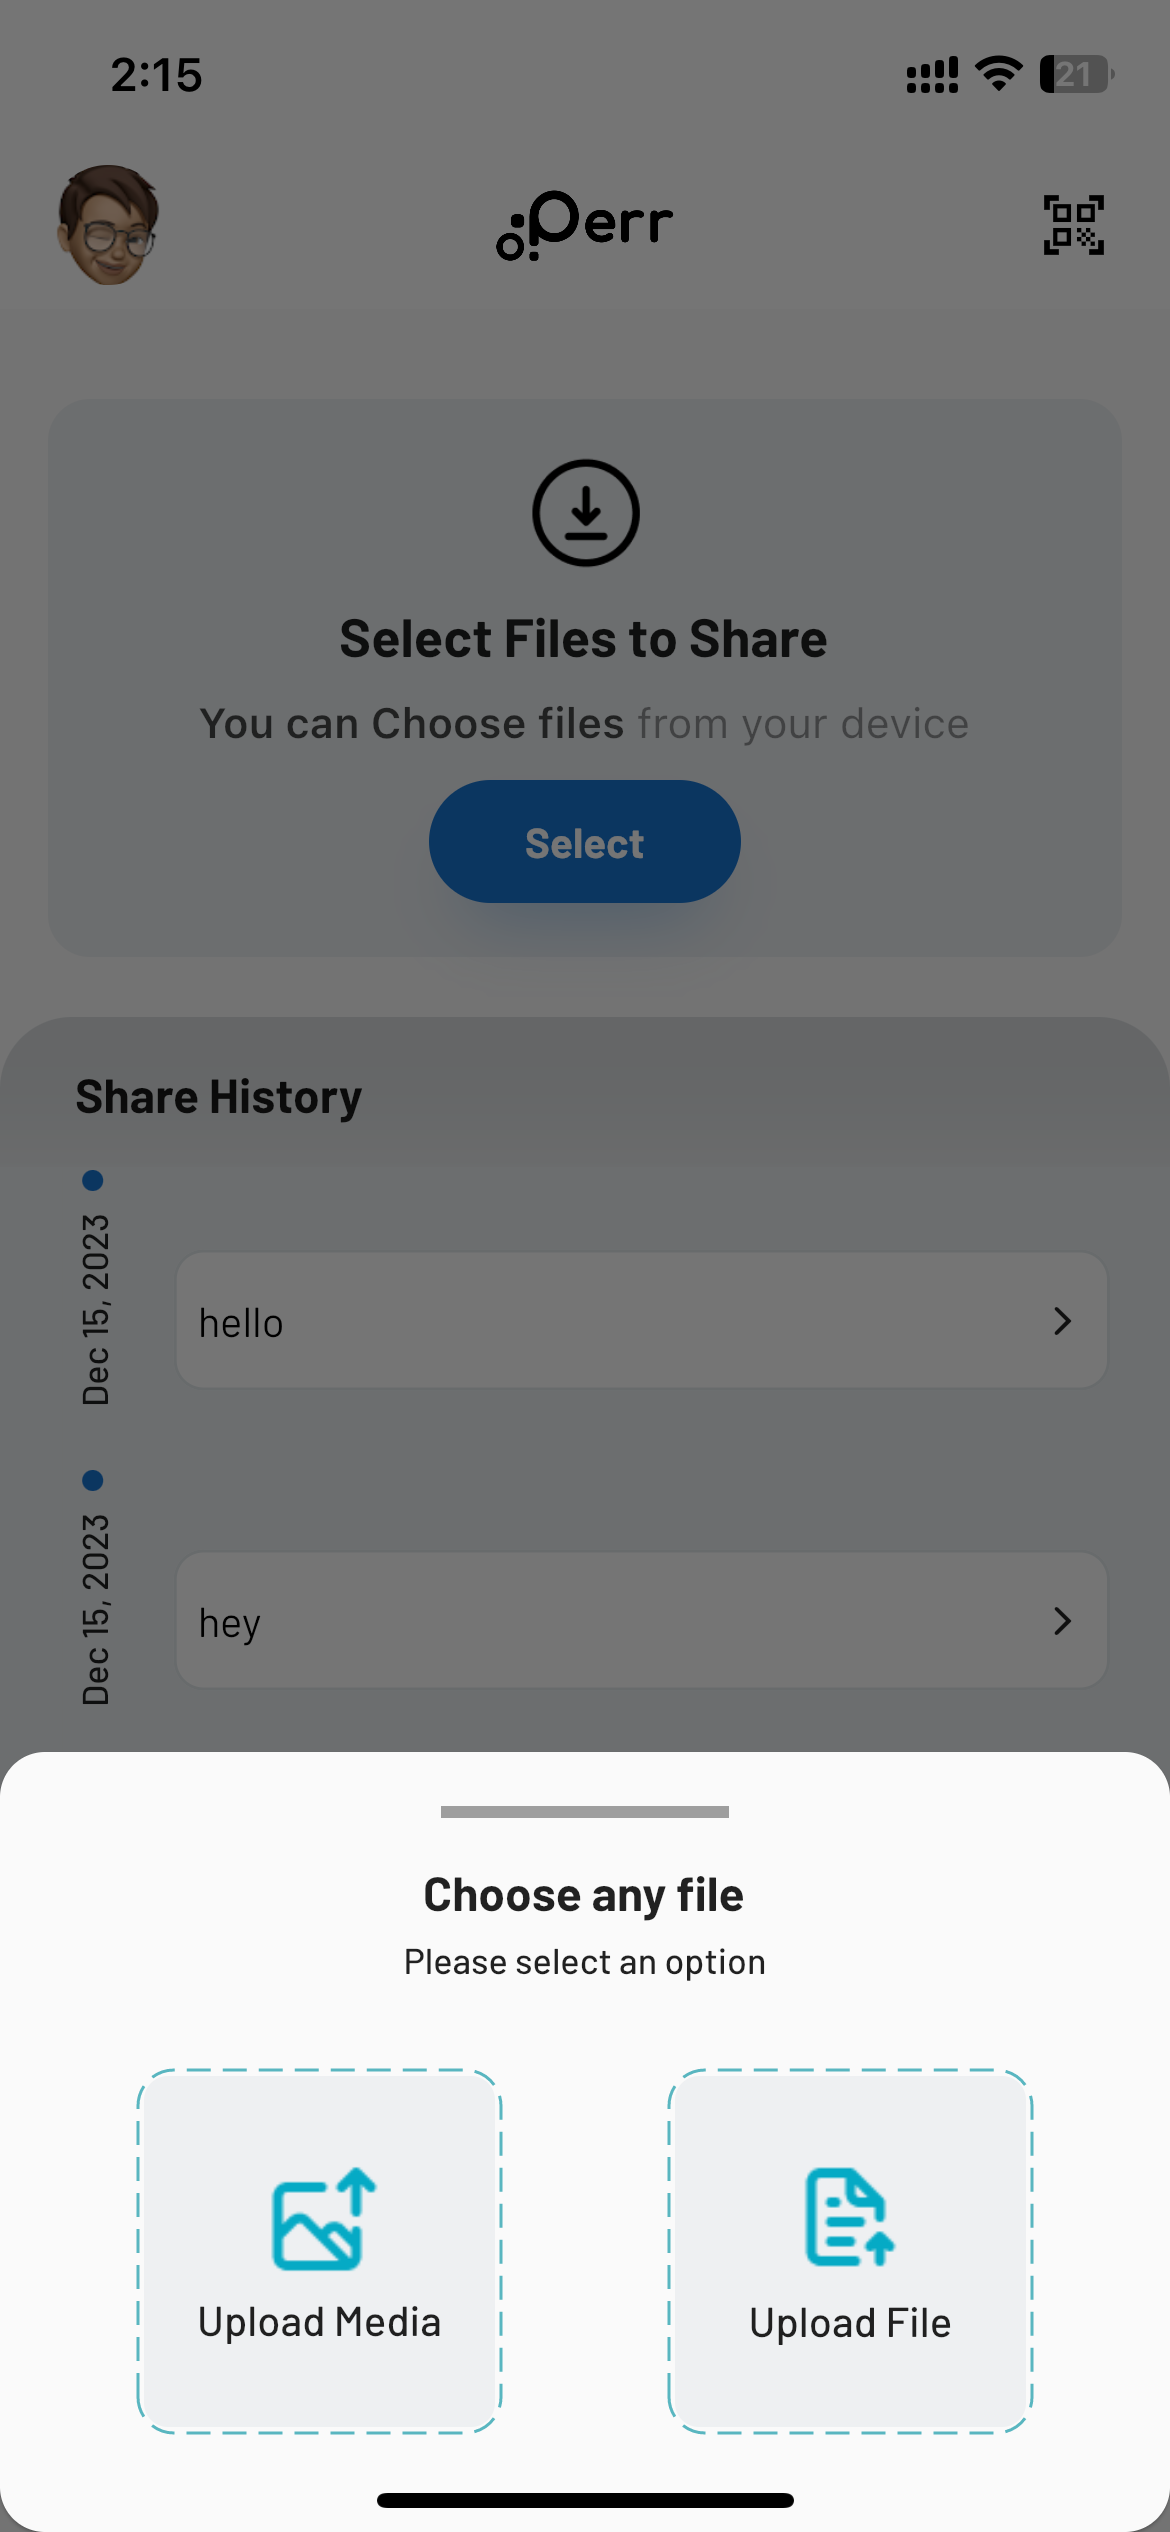 2:15
21
Perr
Select Files to Share
You can Choose files from your device
Select
Share History
Dec 15, 2023
hello
Dec 15, 2023
hey
Choose any file
Please select an option
Upload Media
Upload File